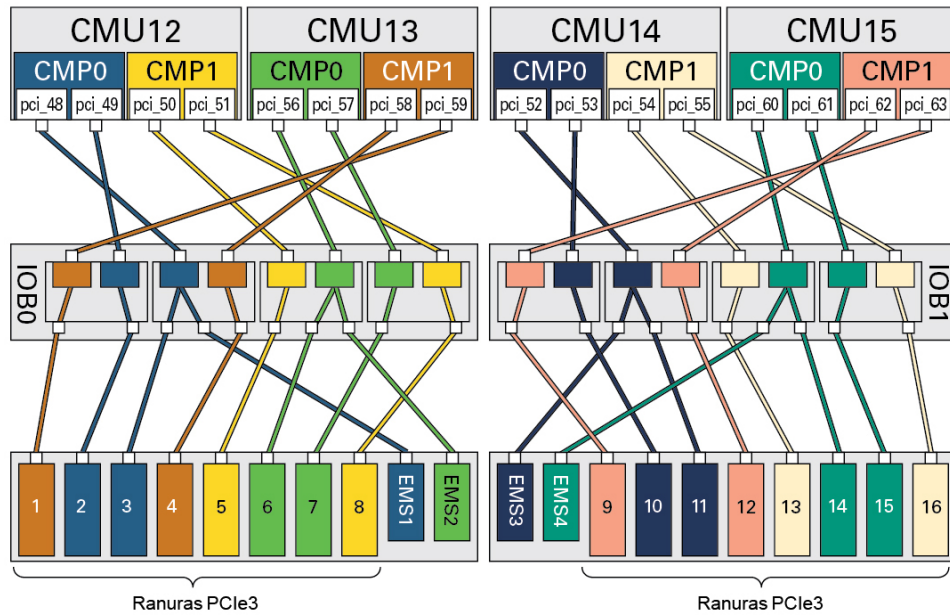 CMU12 CMU13 CMU14 CMU15
CMP0 CMP1 CMP0 CMP1 CMP0 CMP1 CMP0 CMP1
pci_48 pci_49 pci_50 pci_51 pci_56 pci_57 pci_58 pci_59 pci_52 pci_53 pci_54 pci_55 pci_60 pci_61 pci_62 pci_63
IOB0 IOB1
1 2 3 4 5 6 7 8 EMS1 EMS2 EMS3 EMS4 9 10 11 12 13 14 15 16
Ranuras PCIe3 Ranuras PCIe3